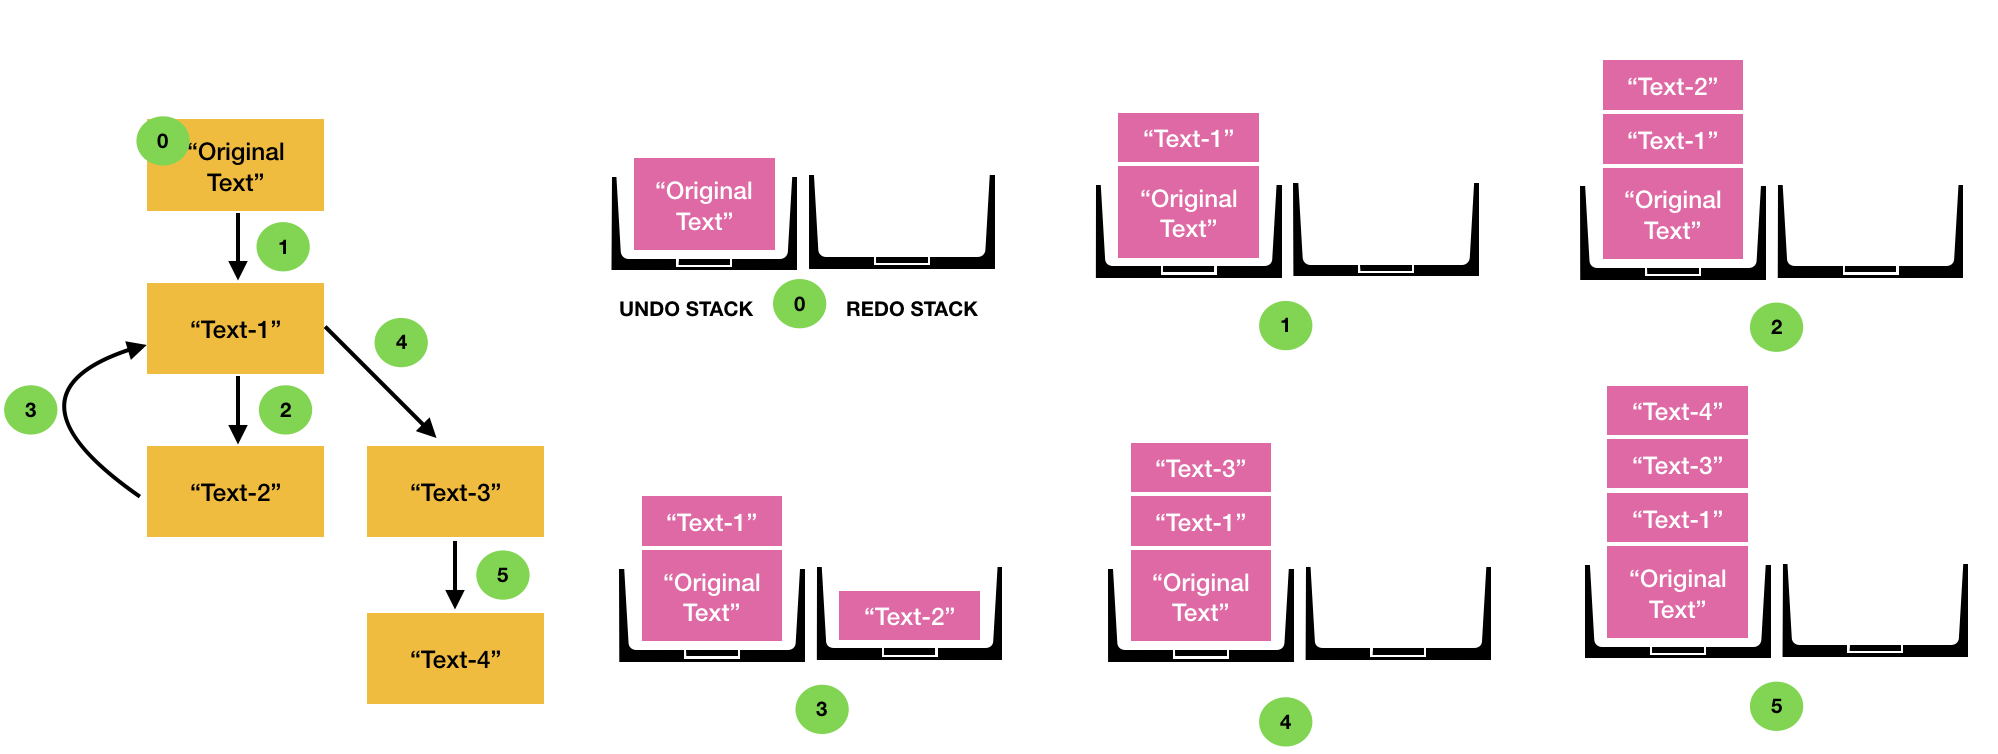 0
“Original
Text”
1
“Text-1”
4
3
2
“Text-2”
“Text-3”
5
“Text-4”
“Original
Text”
UNDO STACK
0
REDO STACK
“Text-1”
“Original
Text”
1
“Text-2”
“Text-1”
“Original
Text”
2
“Text-1”
“Original
Text”
“Text-2”
3
“Text-3”
“Text-1”
“Original
Text”
4
“Text-4”
“Text-3”
“Text-1”
“Original
Text”
5